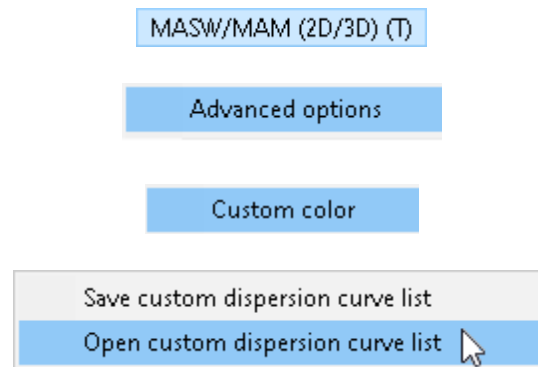 MASW/MAM (2D/3D) (T)
Advanced options
Custom color
Save custom dispersion curve list
Open custom dispersion curve list